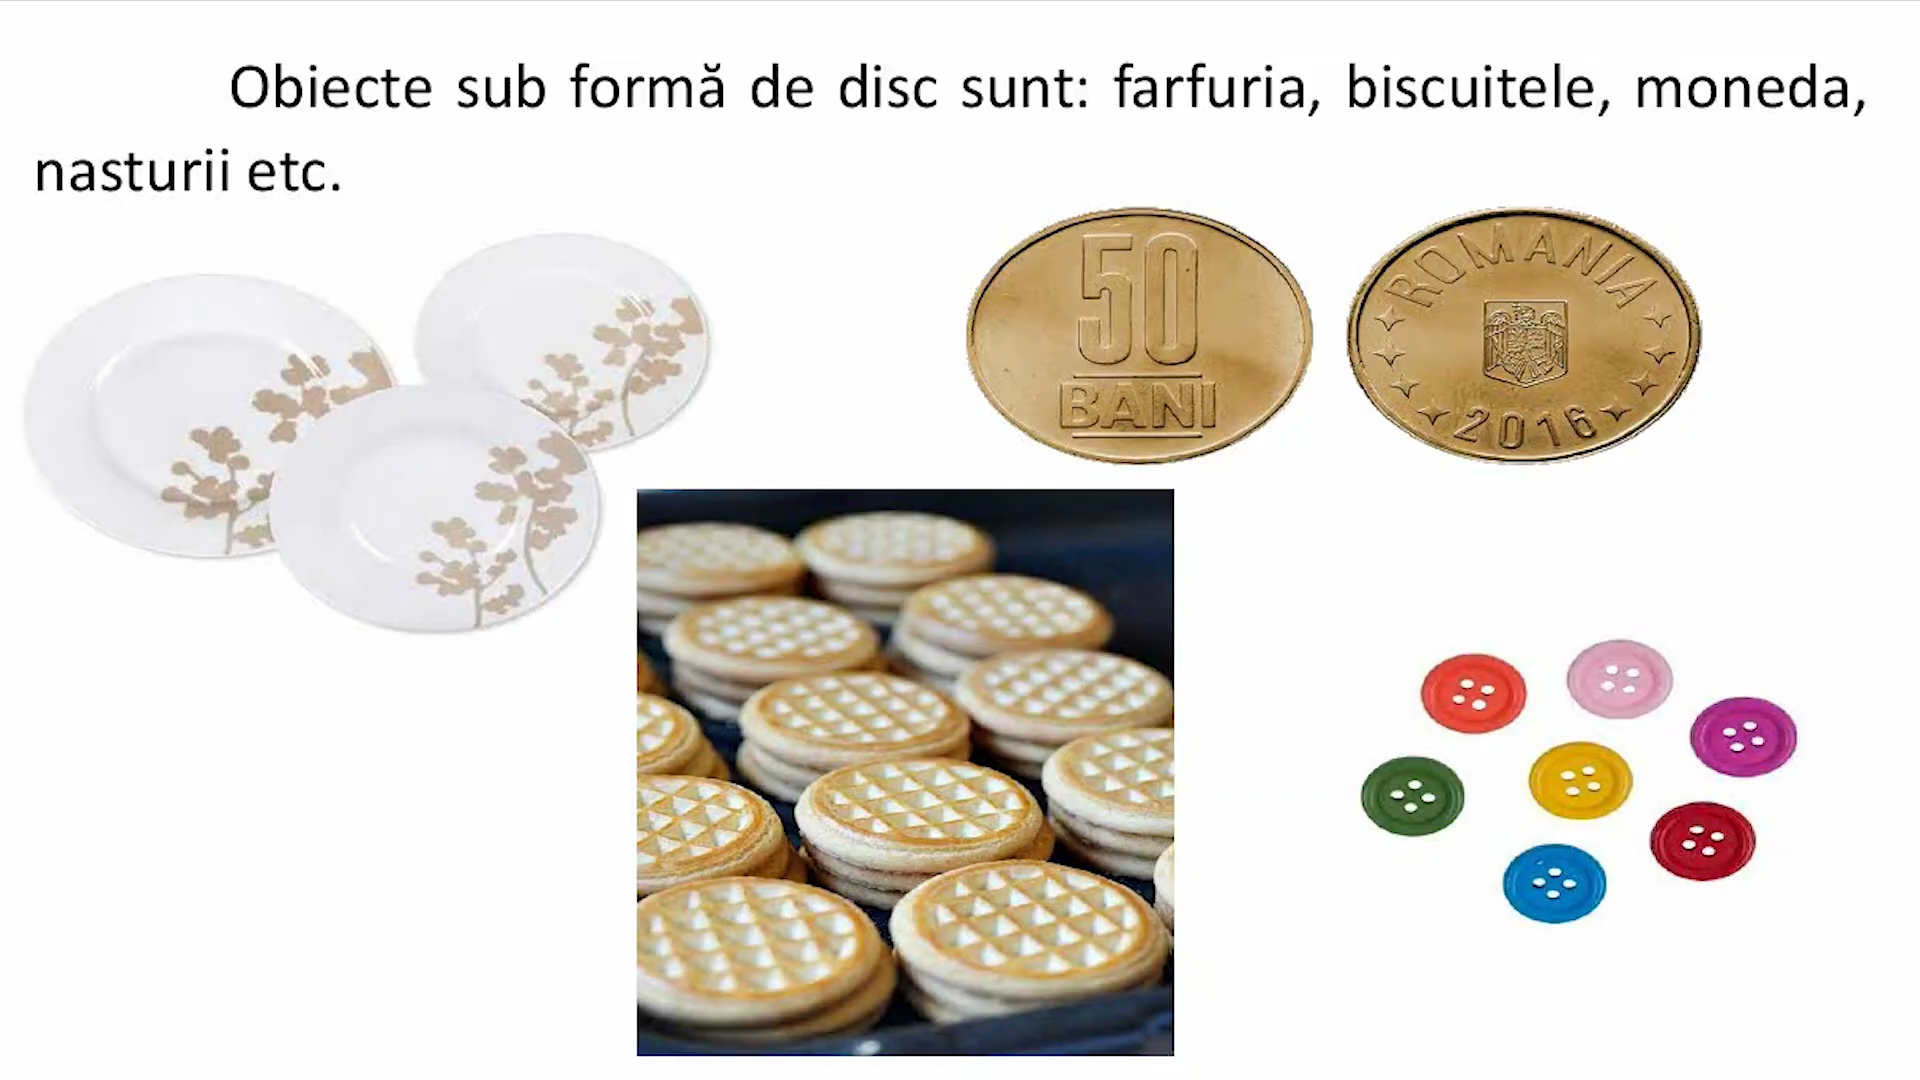 Obiecte sub formă de disc sunt: farfuria, biscuitele, moneda,
nasturii etc.
50
BANI
ROMANIA
2016